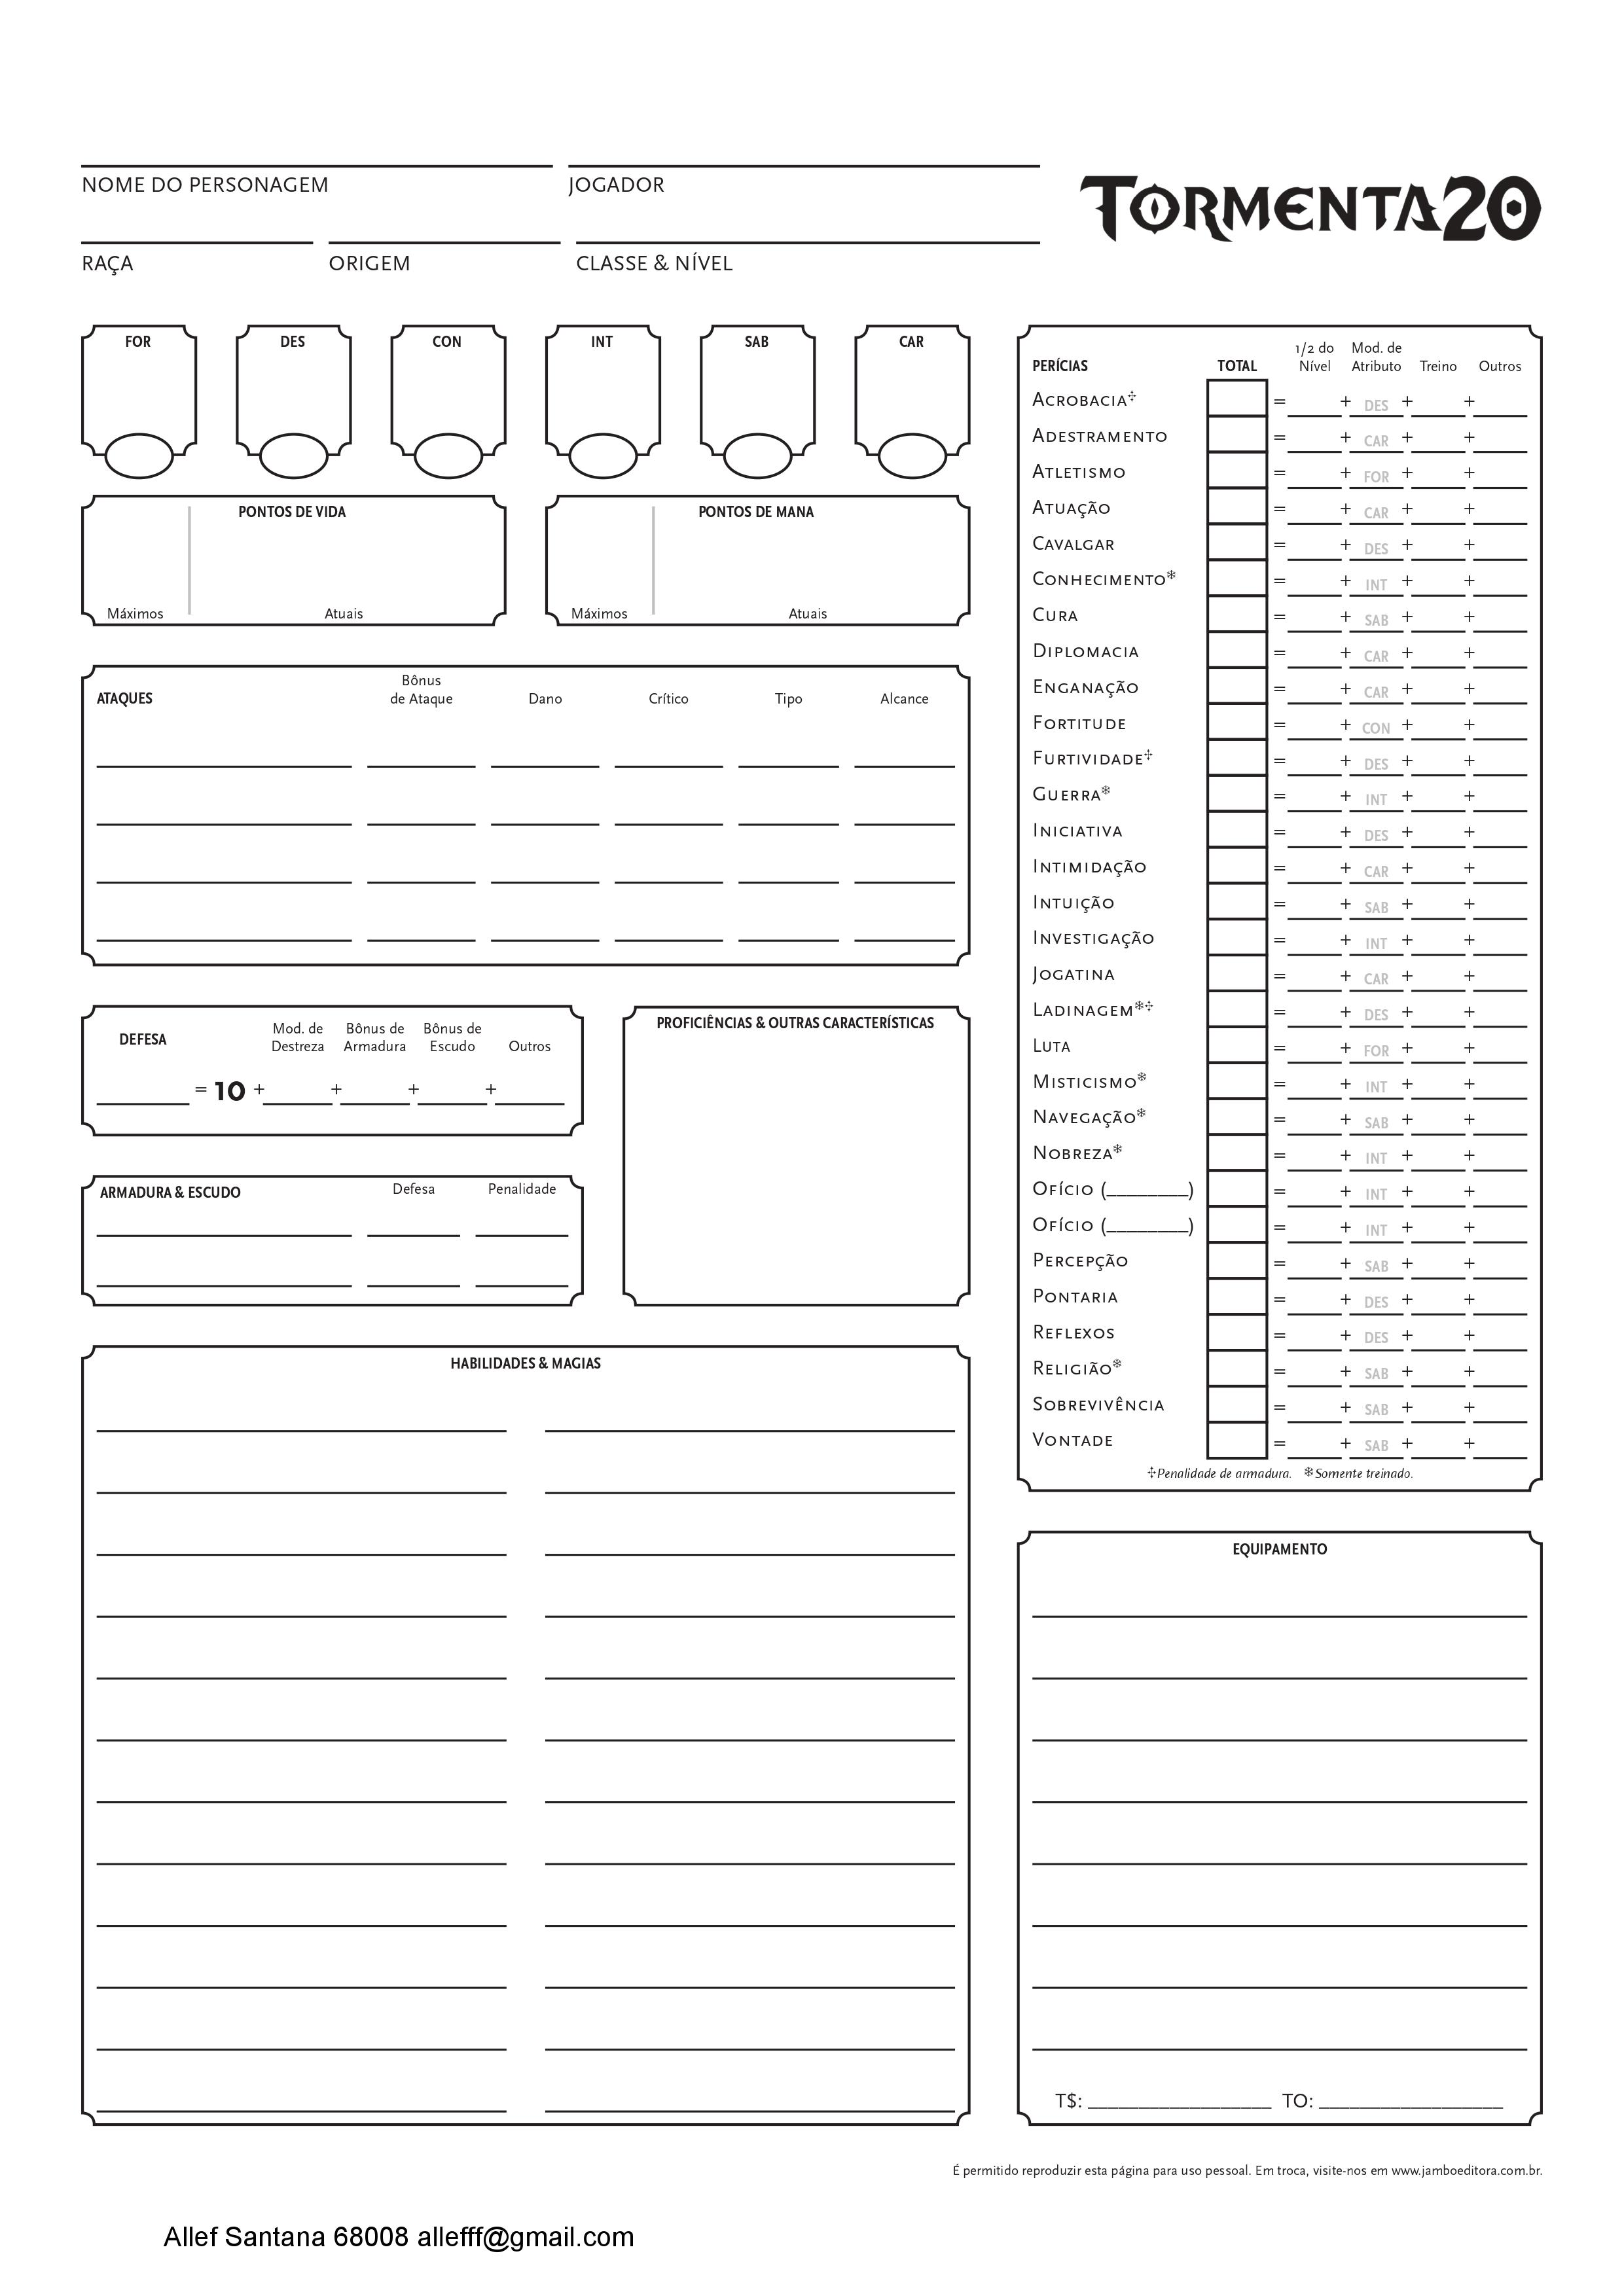 NOME DO PERSONAGEM
JOGADOR
TORMENTA20
RAÇA
ORIGEM
CLASSE & NÍVEL
FOR
DES
CON
INT
SAB
CAR
PONTOS DE VIDA
Máximos
Atuais
PONTOS DE MANA
Máximos
Atuais
ATAQUES
Bônus
de Ataque
Dano
Crítico
Tipo
Alcance
DEFESA
Mod. de
Destreza
Bônus de
Armadura
Bônus de
Escudo
Outros
= 10 + + + +
ARMADURA & ESCUDO
Defesa
Penalidade
PROFICIÊNCIAS & OUTRAS CARACTERÍSTICAS
HABILIDADES & MAGIAS
PERÍCIAS
TOTAL
1/2 do
Nível
Mod. de
Atributo
Treino
Outros
ACROBACIA‡ = + DES + +
ADESTRAMENTO = + CAR + +
ATLETISMO = + FOR + +
ATUAÇÃO = + CAR + +
CAVALGAR = + DES + +
CONHECIMENTO* = + INT + +
CURA = + SAB + +
DIPLOMACIA = + CAR + +
ENGANAÇÃO = + CAR + +
FORTITUDE = + CON + +
FURTIVIDADE‡ = + DES + +
GUERRA* = + INT + +
INICIATIVA = + DES + +
INTIMIDAÇÃO = + CAR + +
INTUIÇÃO = + SAB + +
INVESTIGAÇÃO = + INT + +
JOGATINA = + CAR + +
LADINAGEM*‡ = + DES + +
LUTA = + FOR + +
MISTICISMO* = + INT + +
NAVEGAÇÃO* = + SAB + +
NOBREZA* = + INT + +
OFÍCIO (________) = + INT + +
OFÍCIO (________) = + INT + +
PERCEPÇÃO = + SAB + +
PONTARIA = + DES + +
REFLEXOS = + DES + +
RELIGIÃO* = + SAB + +
SOBREVIVÊNCIA = + SAB + +
VONTADE = + SAB + +
‡Penalidade de armadura. *Somente treinado.
EQUIPAMENTO
T$: __________________ TO: __________________
É permitido reproduzir esta página para uso pessoal. Em troca, visite-nos em www.jamboeditora.com.br.
Allef Santana 68008 allefff@gmail.com